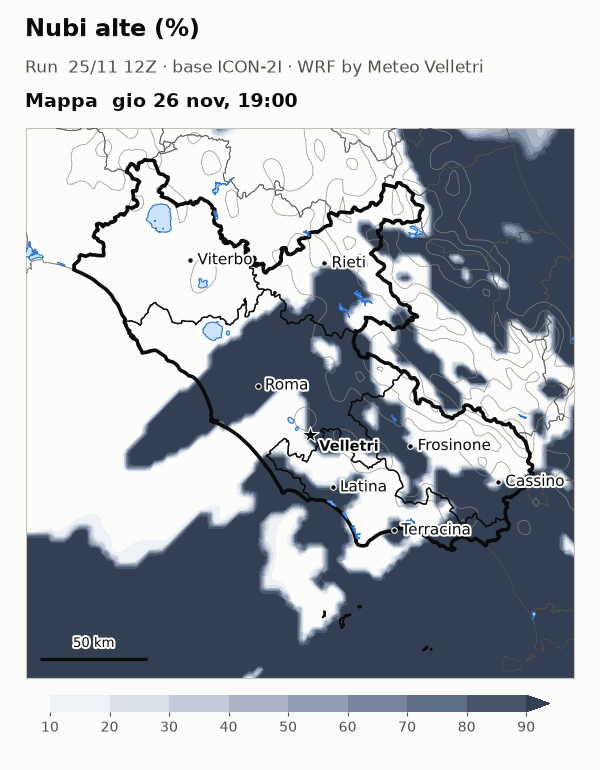 Nubi alte (%)
Run  25/11 12Z · base ICON-2I · WRF by Meteo Velletri
Mappa  gio 26 nov, 19:00
Viterbo
Rieti
Roma
Velletri
Frosinone
Latina
Cassino
Terracina
50 km
10 20 30 40 50 60 70 80 90